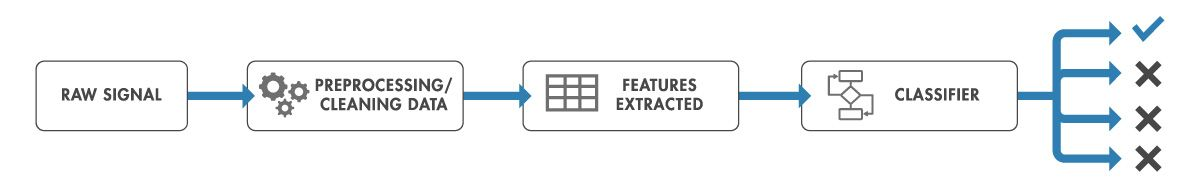 RAW SIGNAL
PREPROCESSING/
CLEANING DATA
FEATURES
EXTRACTED
CLASSIFIER